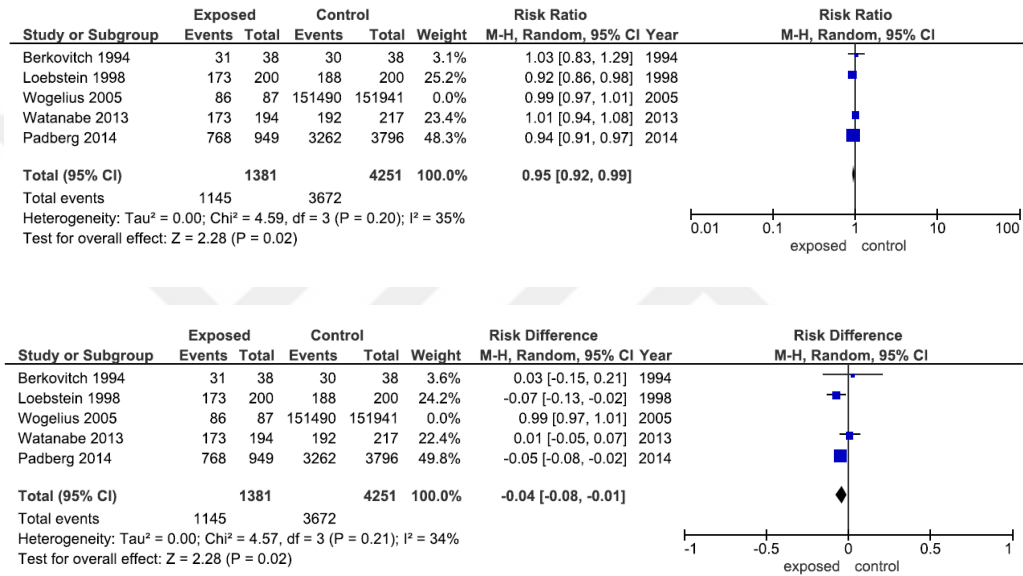 Exposed Control Risk Ratio Risk Ratio
Study or Subgroup Events Total Events Total Weight M-H, Random, 95% CI Year M-H, Random, 95% CI
Berkovitch 1994 31 38 30 38 3.1% 1.03 [0.83, 1.29] 1994
Loebstein 1998 173 200 188 200 25.2% 0.92 [0.86, 0.98] 1998
Wogelius 2005 86 87 151490 151941 0.0% 0.99 [0.97, 1.01] 2005
Watanabe 2013 173 194 192 217 23.4% 1.01 [0.94, 1.08] 2013
Padberg 2014 768 949 3262 3796 48.3% 0.94 [0.91, 0.97] 2014
Total (95% CI) 1381 4251 100.0% 0.95 [0.92, 0.99]
Total events 1145 3672
Heterogeneity: Tau² = 0.00; Chi² = 4.59, df = 3 (P = 0.20); I² = 35%
Test for overall effect: Z = 2.28 (P = 0.02)
0.01 0.1 1 10 100
exposed control
Exposed Control Risk Difference Risk Difference
Study or Subgroup Events Total Events Total Weight M-H, Random, 95% CI Year M-H, Random, 95% CI
Berkovitch 1994 31 38 30 38 3.6% 0.03 [-0.15, 0.21] 1994
Loebstein 1998 173 200 188 200 24.2% -0.07 [-0.13, -0.02] 1998
Wogelius 2005 86 87 151490 151941 0.0% 0.99 [0.97, 1.01] 2005
Watanabe 2013 173 194 192 217 22.4% 0.01 [-0.05, 0.07] 2013
Padberg 2014 768 949 3262 3796 49.8% -0.05 [-0.08, -0.02] 2014
Total (95% CI) 1381 4251 100.0% -0.04 [-0.08, -0.01]
Total events 1145 3672
Heterogeneity: Tau² = 0.00; Chi² = 4.57, df = 3 (P = 0.21); I² = 34%
Test for overall effect: Z = 2.28 (P = 0.02)
-1 -0.5 0 0.5 1
exposed control